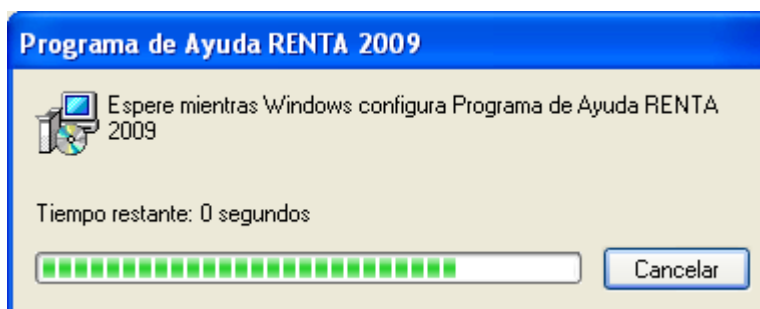 Programa de Ayuda RENTA 2009
Espere mientras Windows configura Programa de Ayuda RENTA
2009
Tiempo restante: 0 segundos
Cancelar